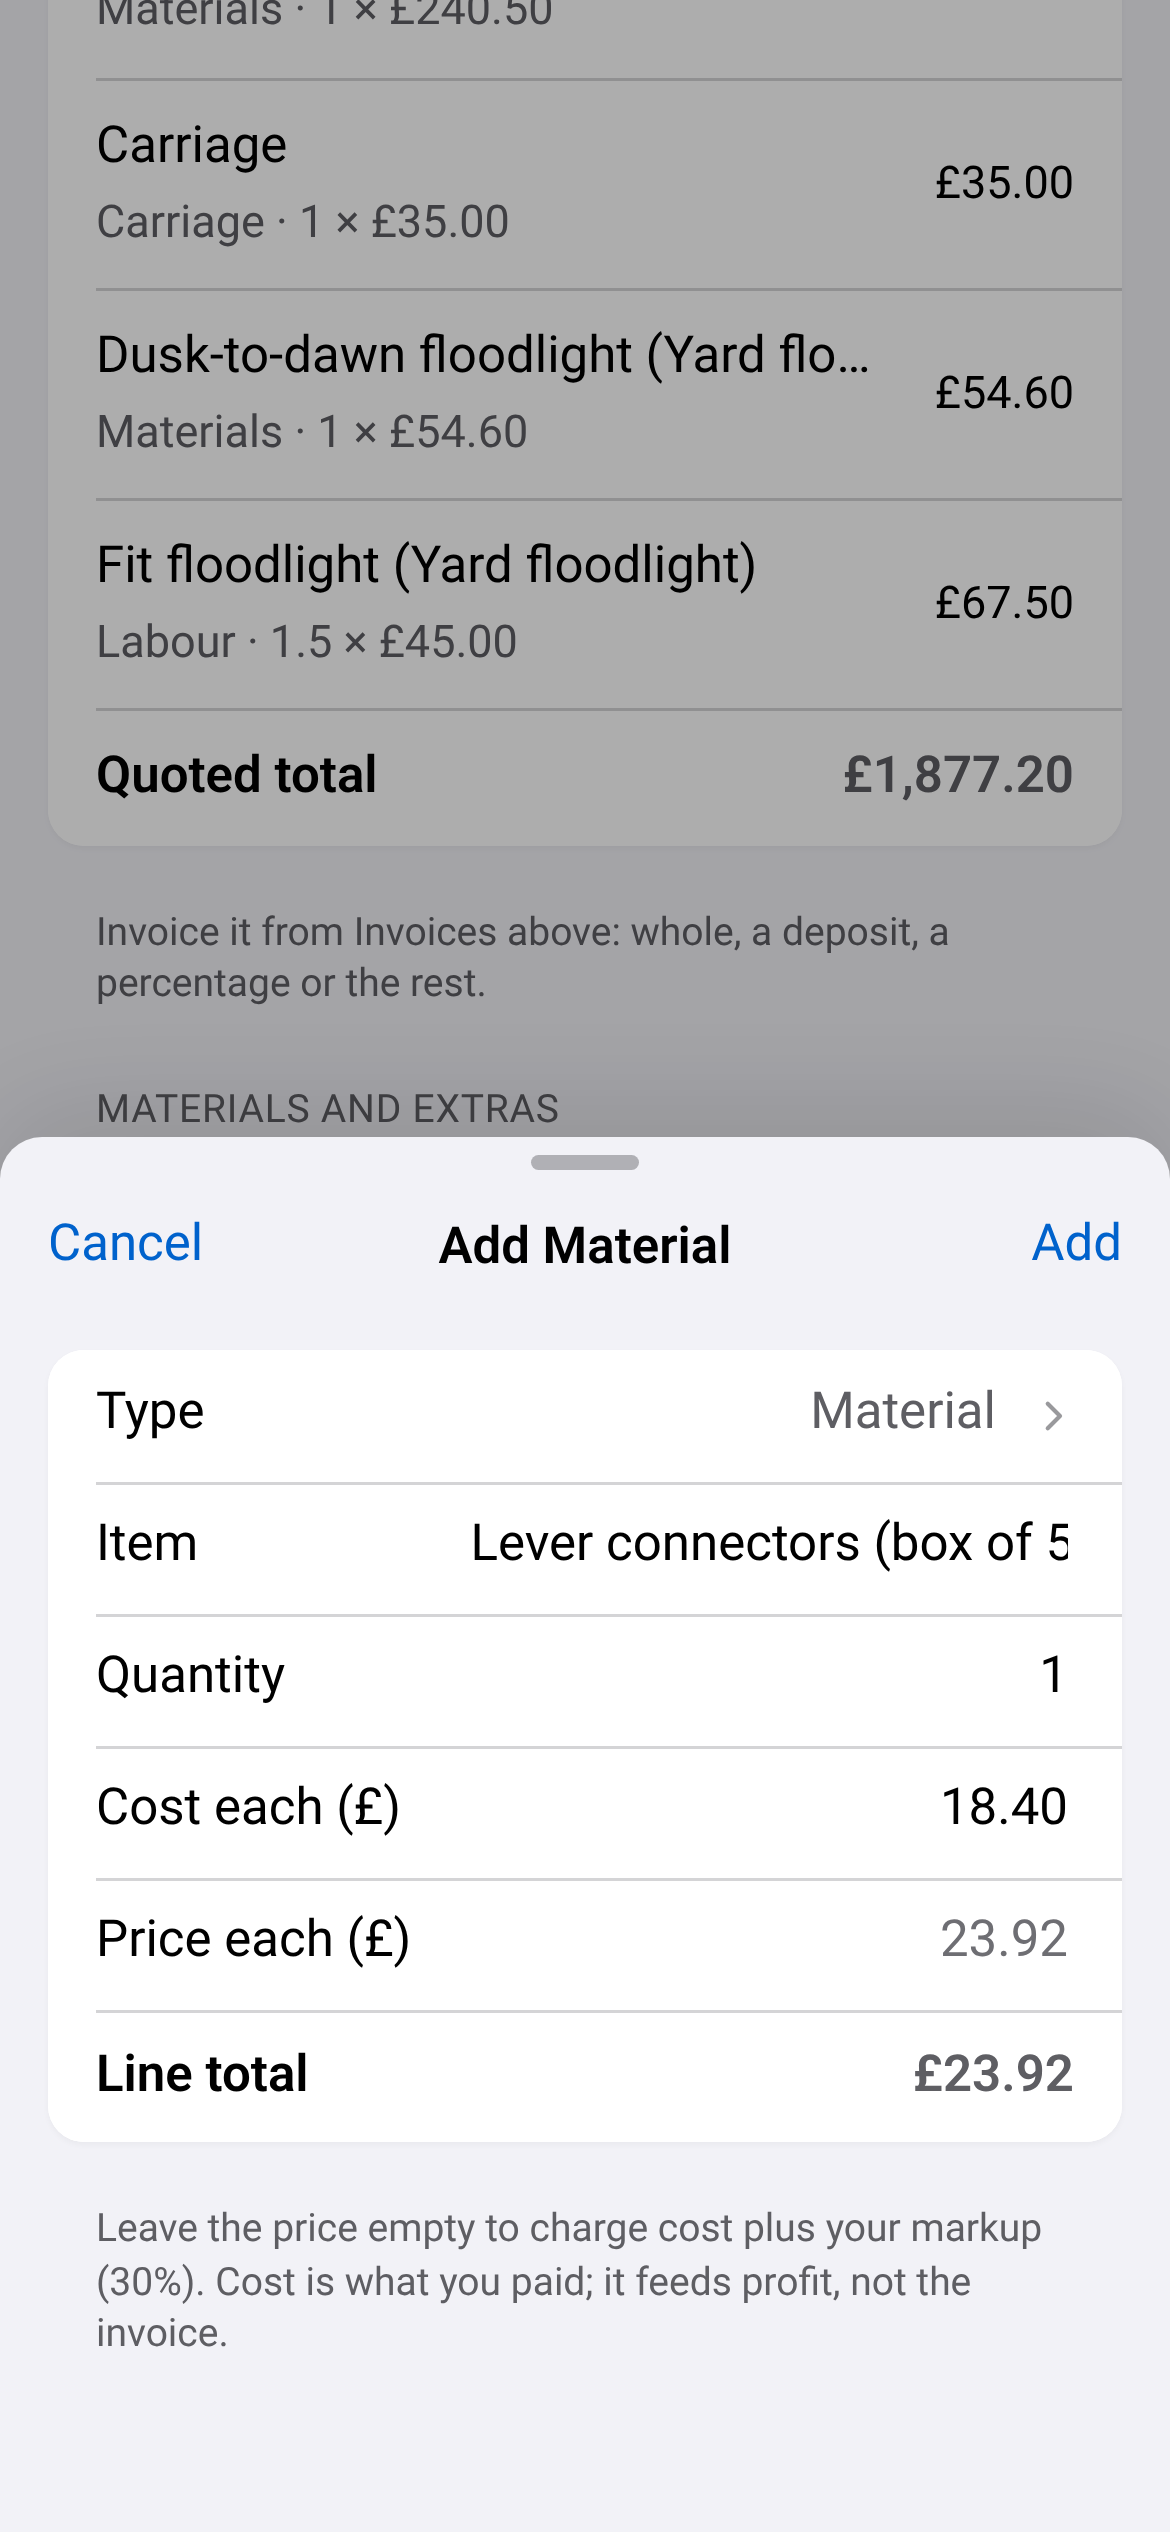 Materials · 1 × £240.50
Carriage
£35.00
Carriage · 1 × £35.00
Dusk-to-dawn floodlight (Yard flo…
£54.60
Materials · 1 × £54.60
Fit floodlight (Yard floodlight)
£67.50
Labour · 1.5 × £45.00
Quoted total £1,877.20
Invoice it from Invoices above: whole, a deposit, a
percentage or the rest.
MATERIALS AND EXTRAS
Cancel Add Material Add
Type Material
Item Lever connectors (box of 5
Quantity 1
Cost each (£) 18.40
Price each (£) 23.92
Line total £23.92
Leave the price empty to charge cost plus your markup
(30%). Cost is what you paid; it feeds profit, not the
invoice.